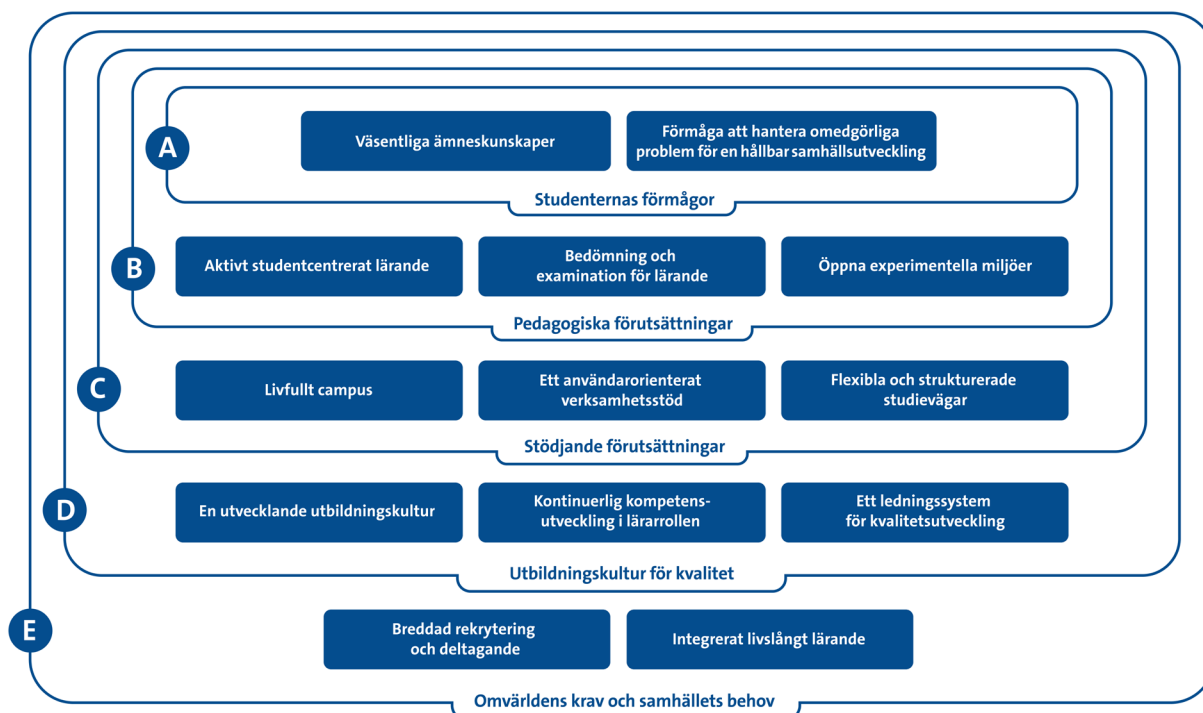 A
Väsentliga ämneskunskaper
Förmåga att hantera omedgörliga
problem för en hållbar samhällsutveckling
Studenternas förmågor
B
Aktivt studentcentrerat lärande
Bedömning och
examination för lärande
Öppna experimentella miljöer
Pedagogiska förutsättningar
C
Livfullt campus
Ett användarorienterat
verksamhetsstöd
Flexibla och strukturerade
studievägar
Stödjande förutsättningar
D
En utvecklande utbildningskultur
Kontinuerlig kompetens-
utveckling i lärarrollen
Ett ledningssystem
för kvalitetsutveckling
Utbildningskultur för kvalitet
E
Breddad rekrytering
och deltagande
Integrerat livslångt lärande
Omvärldens krav och samhällets behov